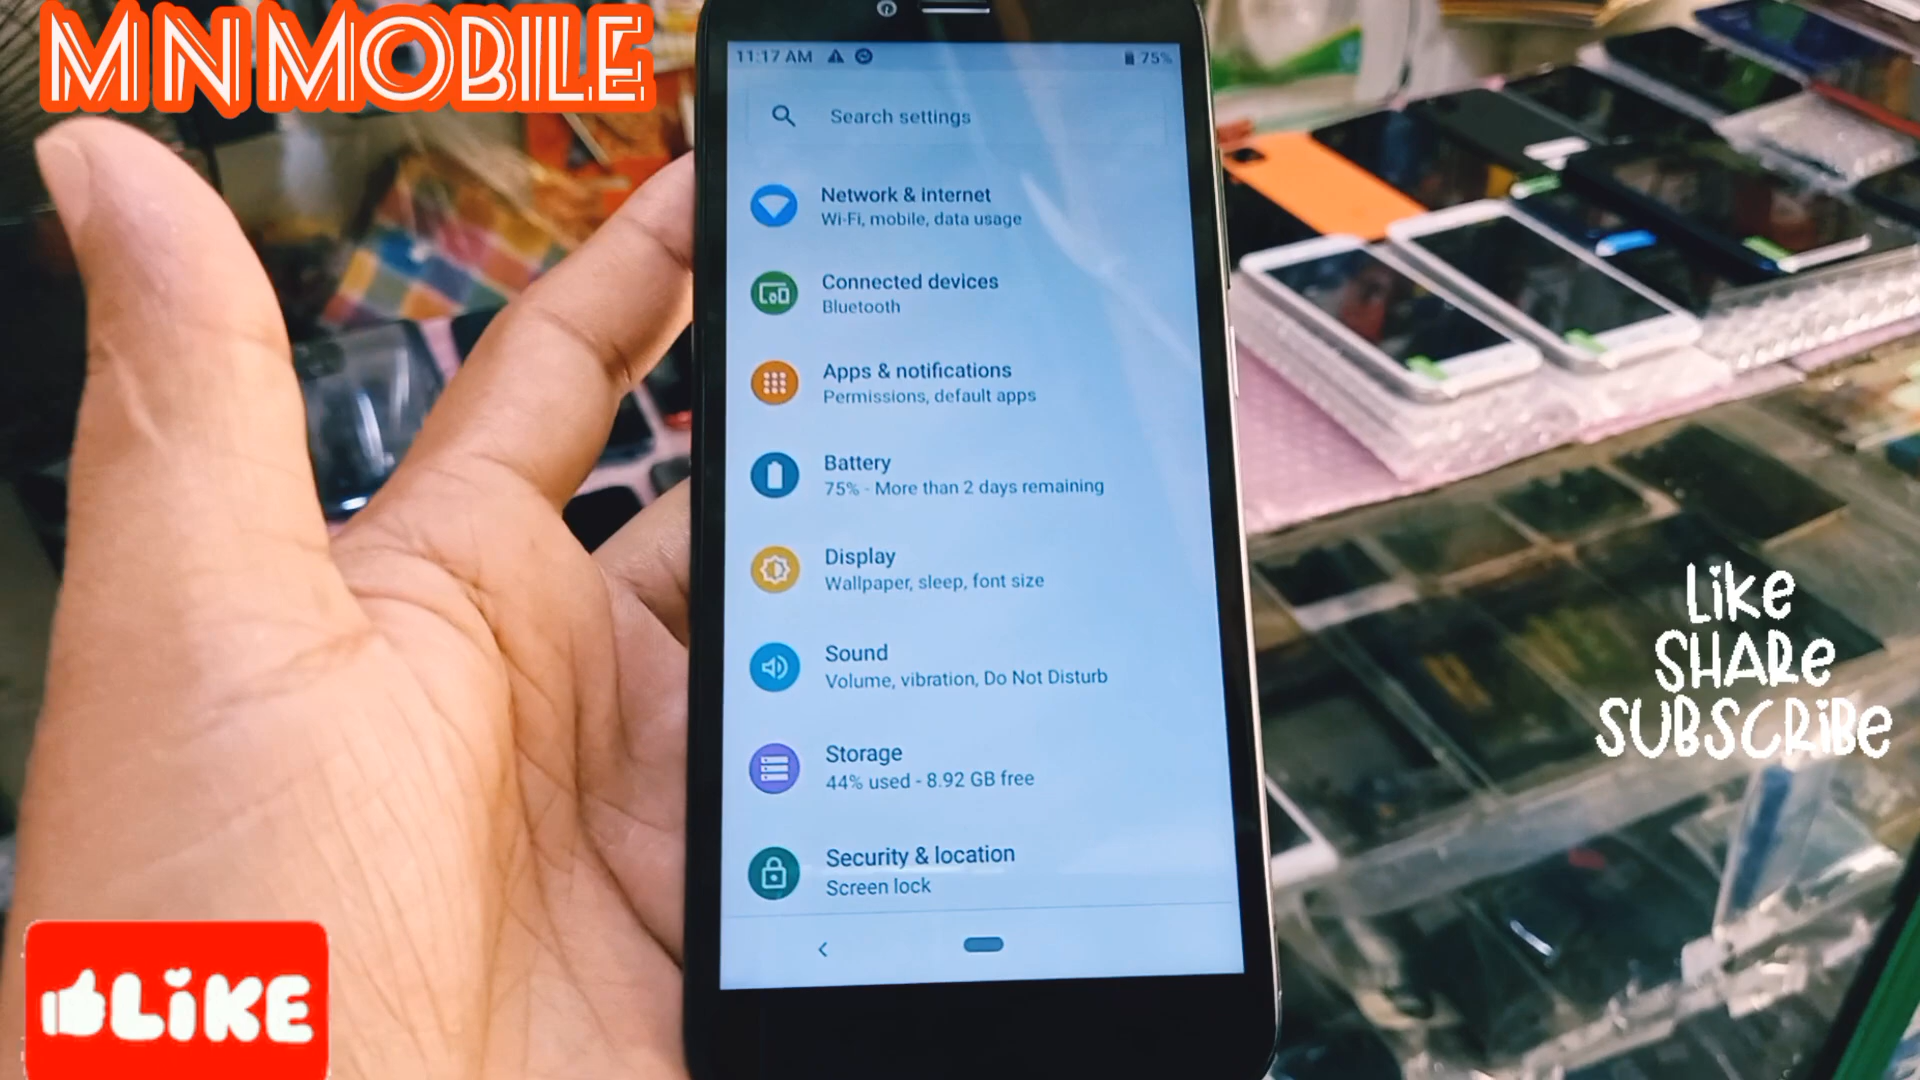 MN MOBILE
11:17 AM
75%
Search settings
Network & internet
Wi-Fi, mobile, data usage
Connected devices
Bluetooth
Apps & notifications
Permissions, default apps
Battery
75% - More than 2 days remaining
Display
Wallpaper, sleep, font size
Sound
Volume, vibration, Do Not Disturb
Storage
44% used - 8.92 GB free
Security & location
Screen lock
LiKe
SHARe
SUBSCRiBe
LiKE